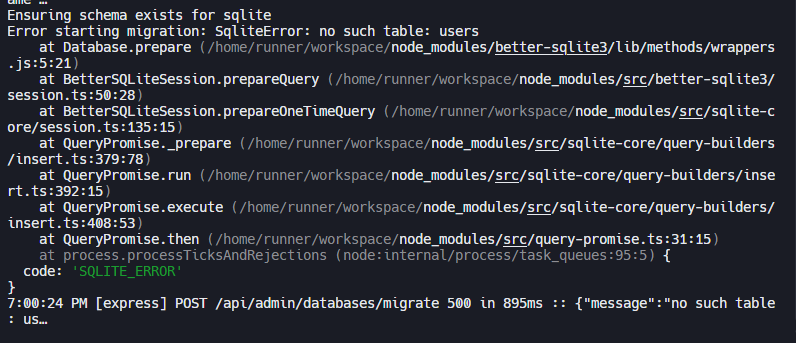 ame …
Ensuring schema exists for sqlite
Error starting migration: SqliteError: no such table: users
    at Database.prepare (/home/runner/workspace/node_modules/better-sqlite3/lib/methods/wrappers
.js:5:21)
    at BetterSQLiteSession.prepareQuery (/home/runner/workspace/node_modules/src/better-sqlite3/
session.ts:50:28)
    at BetterSQLiteSession.prepareOneTimeQuery (/home/runner/workspace/node_modules/src/sqlite-c
ore/session.ts:135:15)
    at QueryPromise._prepare (/home/runner/workspace/node_modules/src/sqlite-core/query-builders
/insert.ts:379:78)
    at QueryPromise.run (/home/runner/workspace/node_modules/src/sqlite-core/query-builders/inse
rt.ts:392:15)
    at QueryPromise.execute (/home/runner/workspace/node_modules/src/sqlite-core/query-builders/
insert.ts:408:53)
    at QueryPromise.then (/home/runner/workspace/node_modules/src/query-promise.ts:31:15)
    at process.processTicksAndRejections (node:internal/process/task_queues:95:5) {
  code: 'SQLITE_ERROR'
}
7:00:24 PM [express] POST /api/admin/databases/migrate 500 in 895ms :: {"message":"no such table
: us…